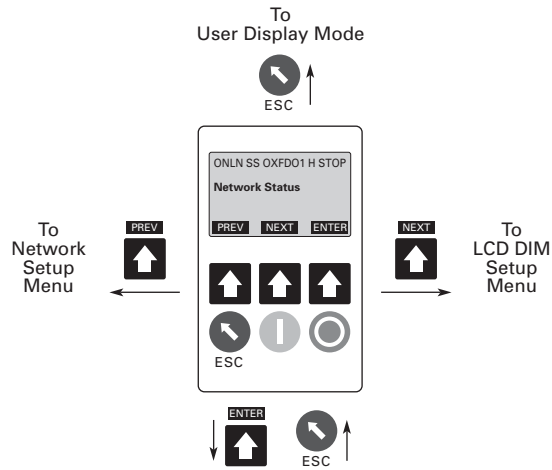 To
User Display Mode
ESC
ONLN SS OXFDO1 H STOP
Network Status
PREV NEXT ENTER
To
Network
Setup
Menu
PREV
NEXT
To
LCD DIM
Setup
Menu
ESC
ENTER
ESC